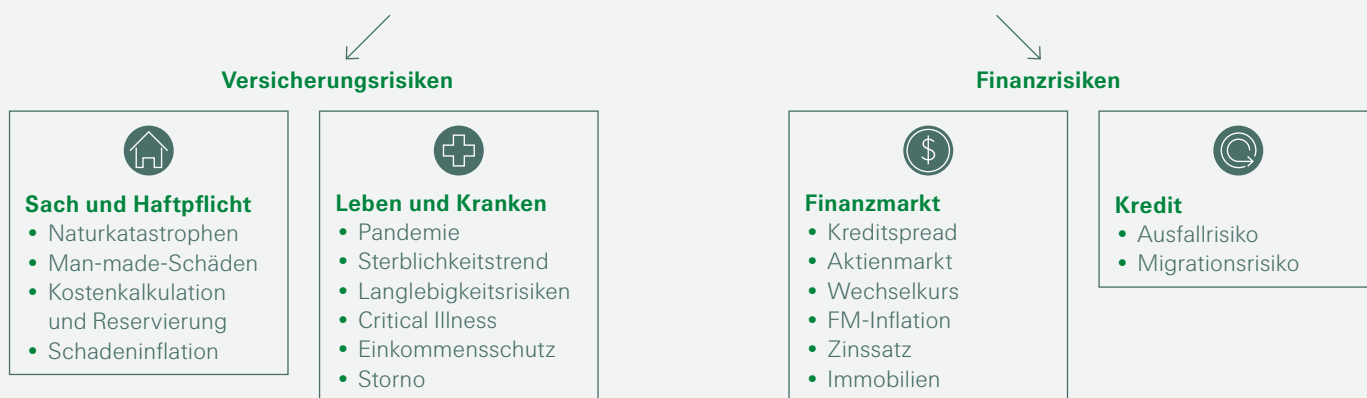 Versicherungsrisiken
Finanzrisiken
Sach und Haftpflicht
• Naturkatastrophen
• Man-made-Schäden
• Kostenkalkulation
und Reservierung
• Schadeninflation
Leben und Kranken
• Pandemie
• Sterblichkeitstrend
• Langlebigkeitsrisiken
• Critical Illness
• Einkommensschutz
• Storno
$
Finanzmarkt
• Kreditspread
• Aktienmarkt
• Wechselkurs
• FM-Inflation
• Zinssatz
• Immobilien
Kredit
• Ausfallrisiko
• Migrationsrisiko